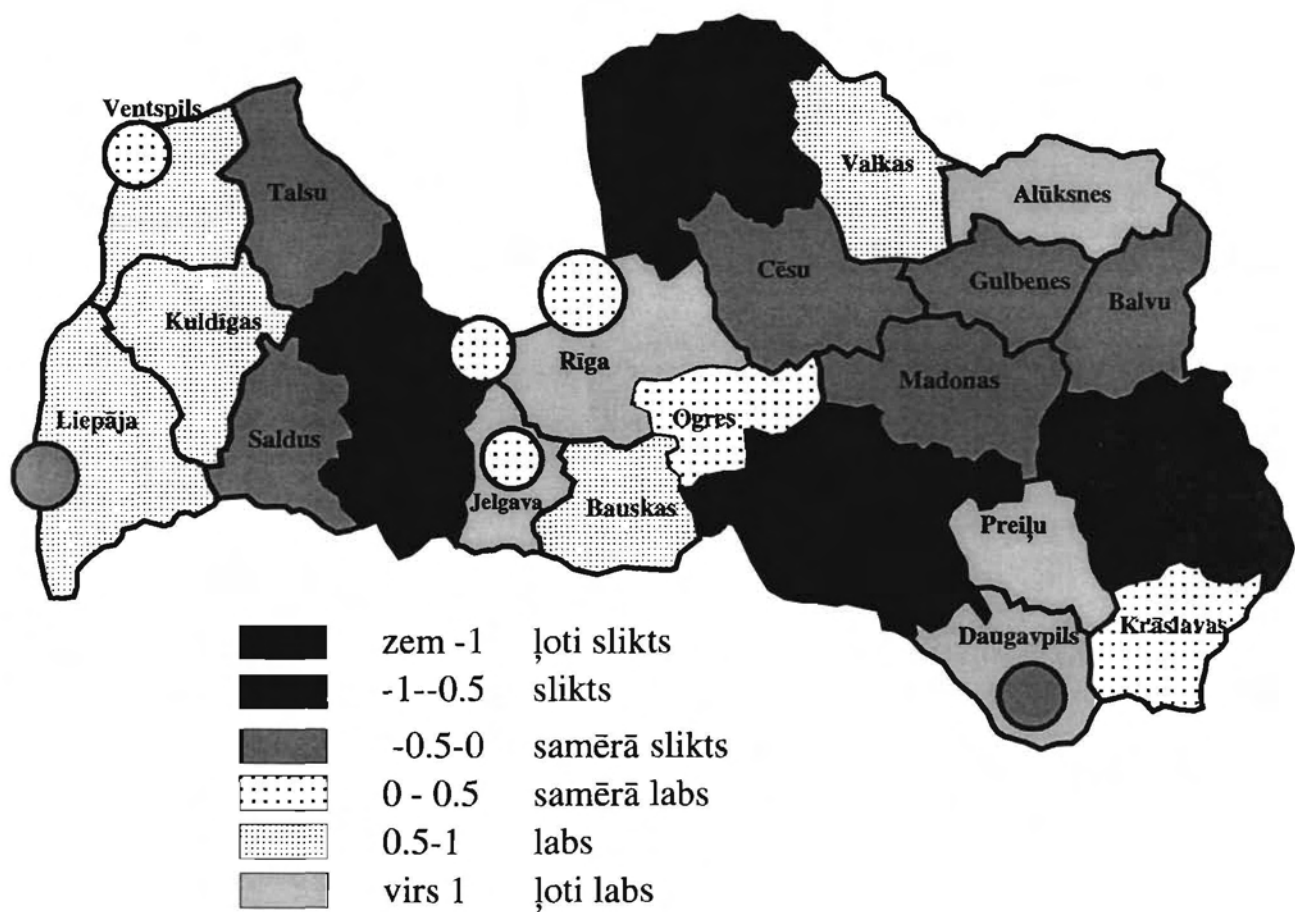 Ventspils
Talsu
Valkas
Alūksnes
Cēsu
Gulbenes
Balvu
Kuldīgas
Rīga
Madonas
Liepāja
Ogres
Saldus
Jelgava
Bauskas
Preiļu
Daugavpils
Krāslavas
zem -1 ļoti slikts
-1--0.5 slikts
-0.5-0 samērā slikts
0 - 0.5 samērā labs
0.5-1 labs
virs 1 ļoti labs